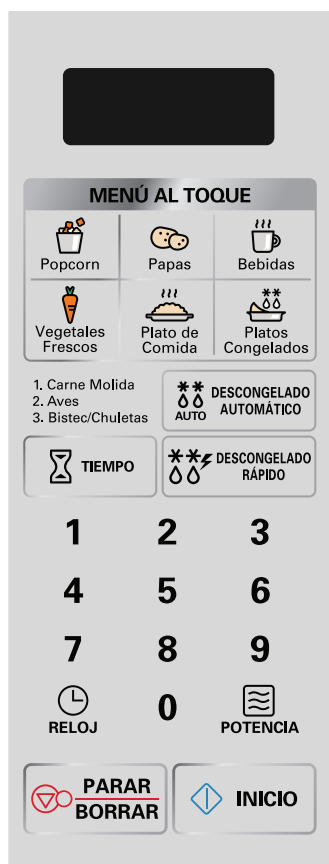 MENÚ AL TOQUE
Popcorn
Papas
Bebidas
Vegetales
Frescos
Plato de
Comida
Platos
Congelados
1. Carne Molida
2. Aves
3. Bistec/Chuletas
AUTO
DESCONGELADO
AUTOMÁTICO
TIEMPO
DESCONGELADO
RÁPIDO
1 2 3
4 5 6
7 8 9
RELOJ
0
POTENCIA
PARAR
BORRAR
INICIO